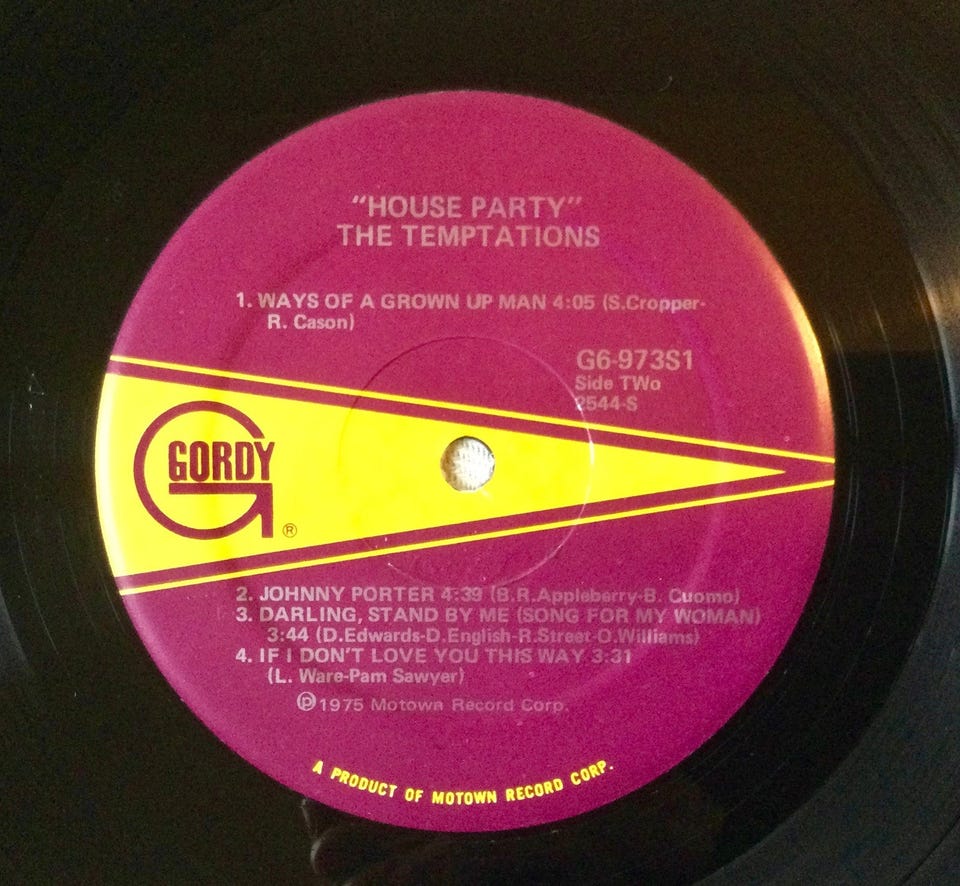 “HOUSE PARTY”
THE TEMPTATIONS
1. WAYS OF A GROWN UP MAN 4:05 (S.Cropper-
R. Cason)
G6-973S1
Side TWo
2544-S
GORDY
®
2. JOHNNY PORTER 4:39 (B.R.Appleberry-B. Cuomo)
3. DARLING, STAND BY ME (SONG FOR MY WOMAN)
3:44 (D.Edwards-D.English-R.Street-O.Williams)
4. IF I DON'T LOVE YOU THIS WAY 3:31
(L. Ware-Pam Sawyer)
℗1975 Motown Record Corp.
A PRODUCT OF MOTOWN RECORD CORP.